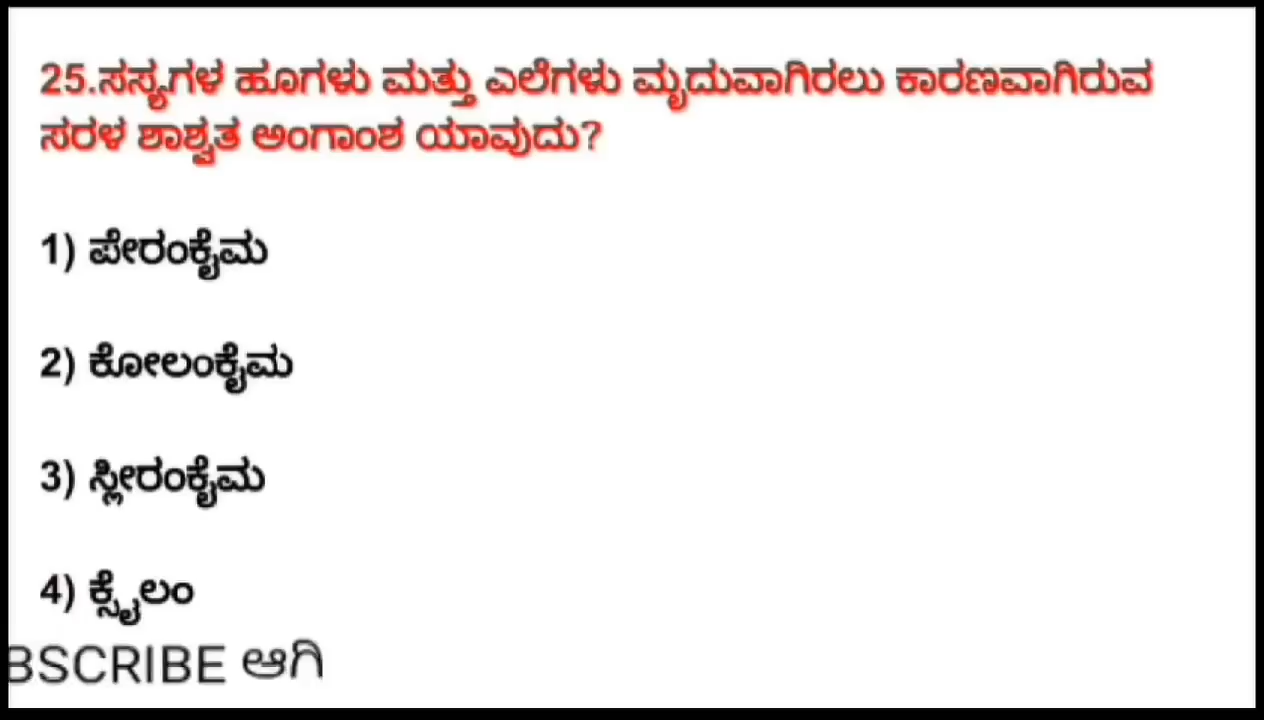 25.ಸಸ್ಯಗಳ ಹೂಗಳು ಮತ್ತು ಎಲೆಗಳು ಮೃದುವಾಗಿರಲು ಕಾರಣವಾಗಿರುವ
ಸರಳ ಶಾಶ್ವತ ಅಂಗಾಂಶ ಯಾವುದು?
1) ಪೇರಂಕೈಮ
2) ಕೋಲಂಕೈಮ
3) ಸ್ಲೀರಂಕೈಮ
4) ಕ್ಸೈಲಂ
BSCRIBE ಆಗಿ